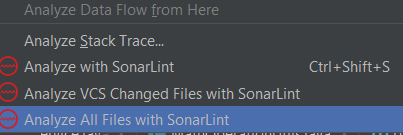 Analyze Data Flow from Here
Analyze Stack Trace...
Analyze with SonarLint Ctrl+Shift+S
Analyze VCS Changed Files with SonarLint
Analyze All Files with SonarLint